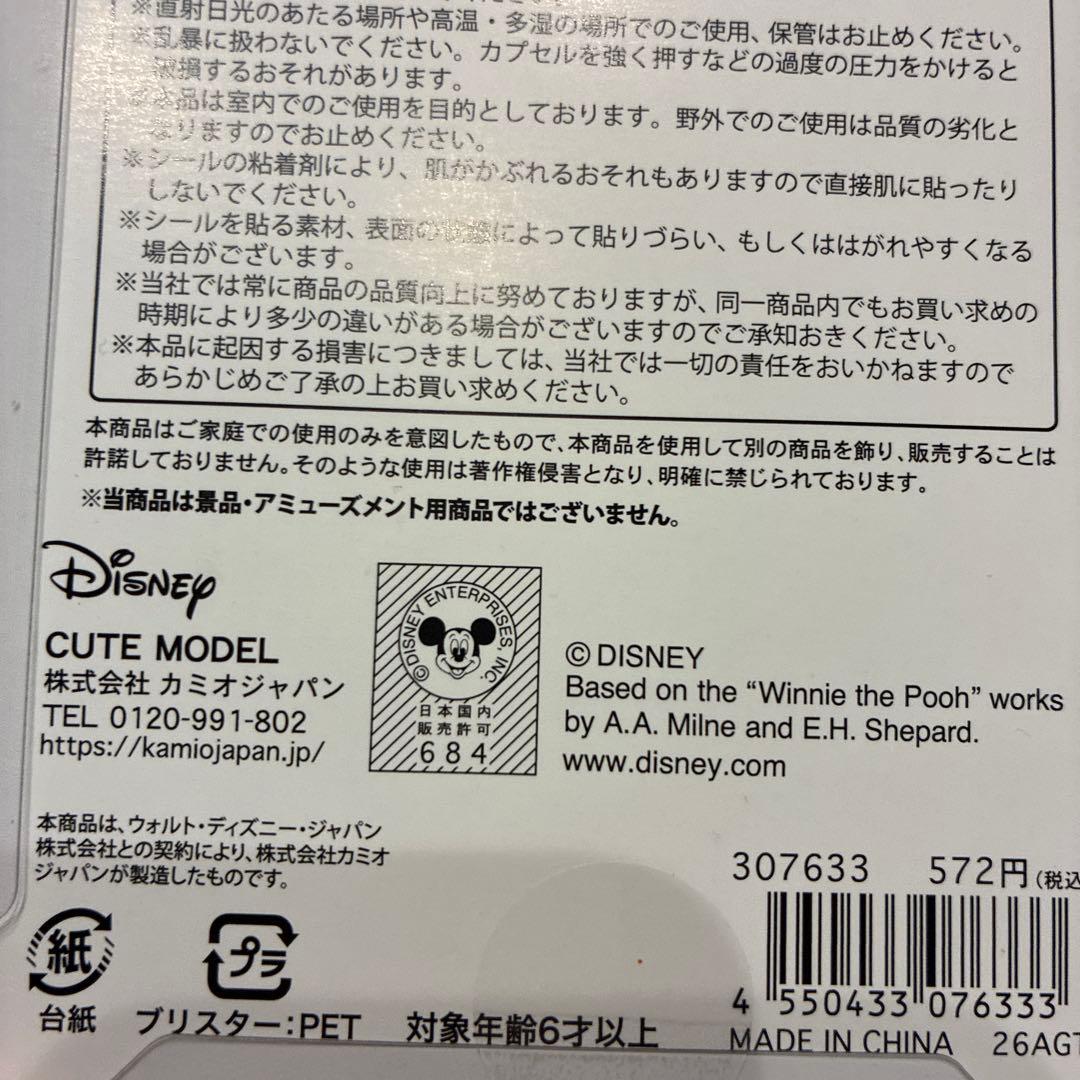 ※直射日光のあたる場所や高温・多湿の場所でのご使用、保管はお止めください。
※乱暴に扱わないでください。カプセルを強く押すなどの過度の圧力をかけると
破損するおそれがあります。
※本品は室内でのご使用を目的としております。野外でのご使用は品質の劣化と
なりますのでお止めください。
※シールの粘着剤により、肌がかぶれるおそれもありますので直接肌に貼ったり
しないでください。
※シールを貼る素材、表面の状態によって貼りづらい、もしくははがれやすくなる
場合がございます。
※当社では常に商品の品質向上に努めておりますが、同一商品内でもお買い求めの
時期により多少の違いがある場合がございますのでご承知おきください。
※本品に起因する損害につきましては、当社では一切の責任をおいかねますので
あらかじめご了承の上お買い求めください。
本商品はご家庭での使用のみを意図したもので、本商品を使用して別の商品を飾り、販売することは
許諾しておりません。そのような使用は著作権侵害となり、明確に禁じられております。
※当商品は景品・アミューズメント用商品ではございません。
Disney
CUTE MODEL
株式会社 カミオジャパン
TEL 0120-991-802
https://kamiojapan.jp/
©DISNEY ENTERPRISES, INC.
日本国内
販売許可
684
© DISNEY
Based on the “Winnie the Pooh” works
by A.A. Milne and E.H. Shepard.
www.disney.com
本商品は、ウォルト・ディズニー・ジャパン
株式会社との契約により、株式会社カミオ
ジャパンが製造したものです。
307633 572円(税込
紙
プラ
台紙 ブリスター:PET 対象年齢6才以上
4 550433 076333
MADE IN CHINA 26AGT